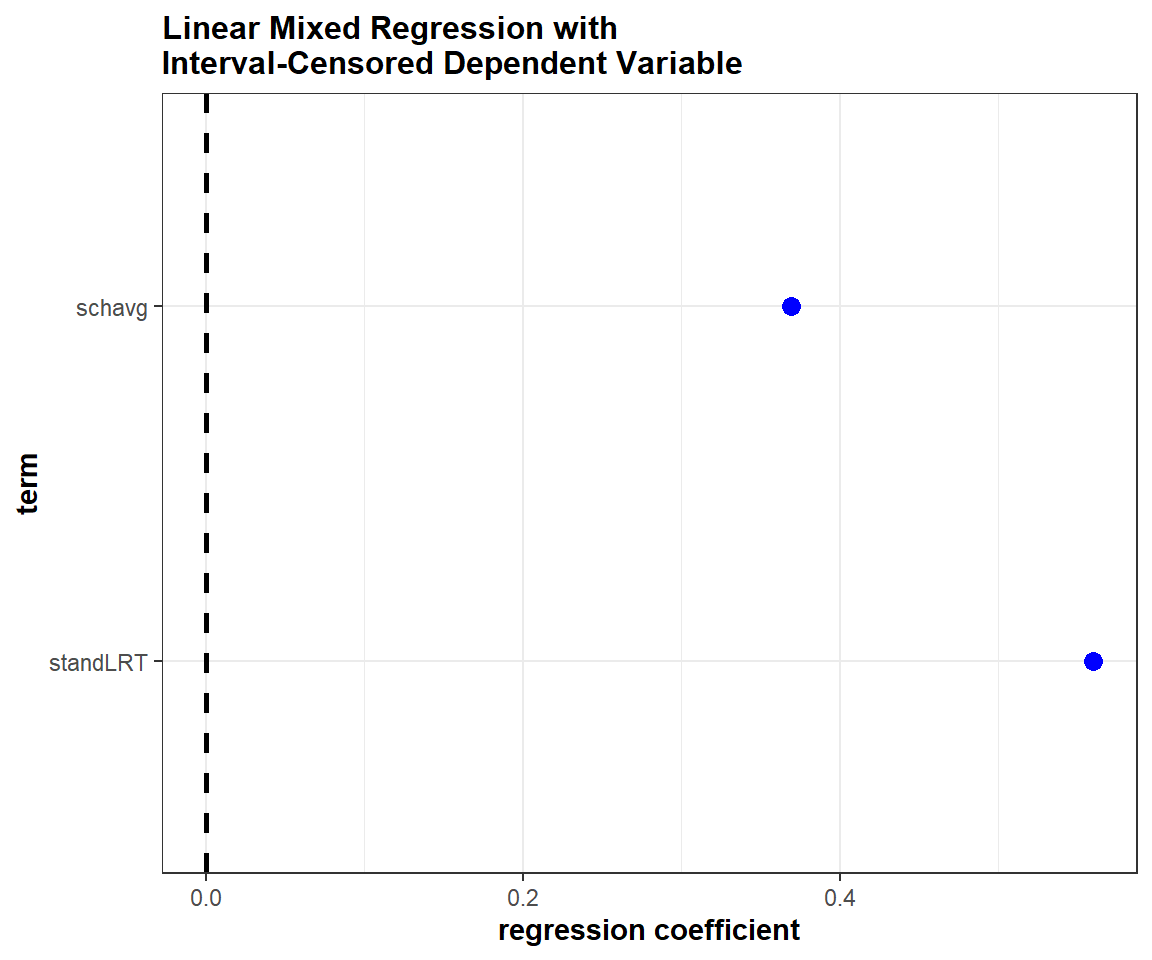 Linear Mixed Regression with
Interval-Censored Dependent Variable
term
schavg
standLRT
0.0 0.2 0.4
regression coefficient